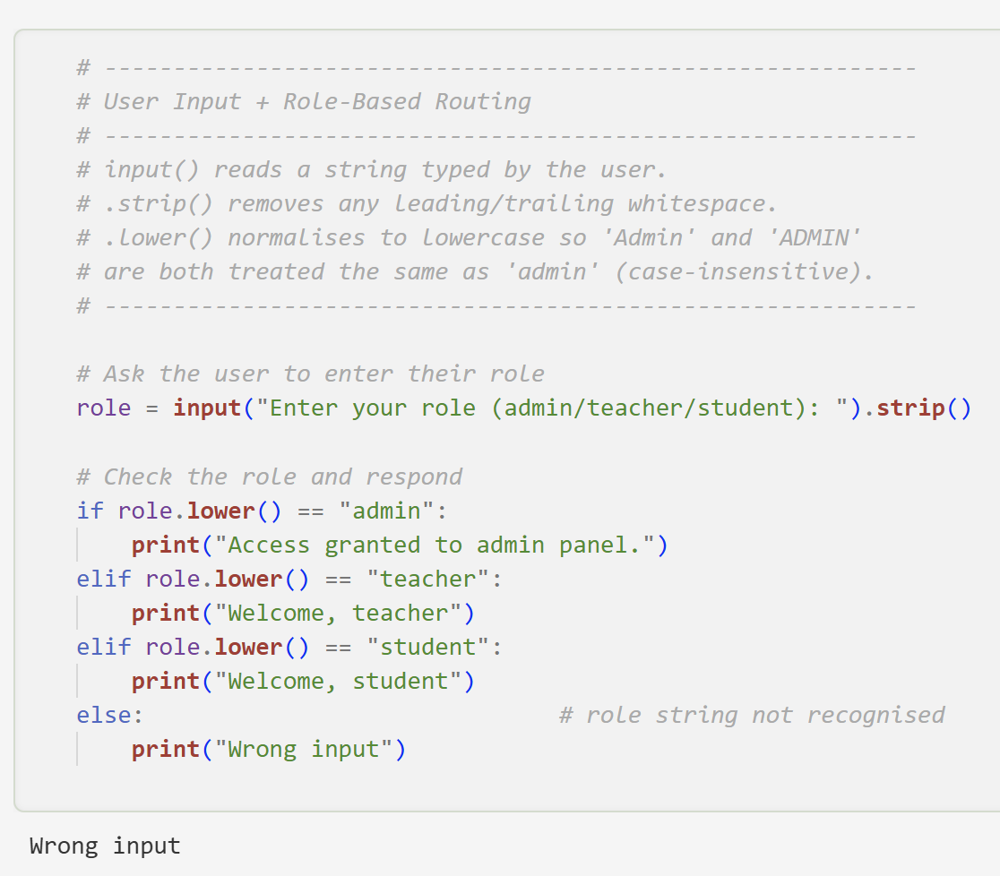 # -----------------------------------------------------------
# User Input + Role-Based Routing
# -----------------------------------------------------------
# input() reads a string typed by the user.
# .strip() removes any leading/trailing whitespace.
# .lower() normalises to lowercase so 'Admin' and 'ADMIN'
# are both treated the same as 'admin' (case-insensitive).
# -----------------------------------------------------------

# Ask the user to enter their role
role = input("Enter your role (admin/teacher/student): ").strip()

# Check the role and respond
if role.lower() == "admin":
    print("Access granted to admin panel.")
elif role.lower() == "teacher":
    print("Welcome, teacher")
elif role.lower() == "student":
    print("Welcome, student")
else:                              # role string not recognised
    print("Wrong input")

Wrong input